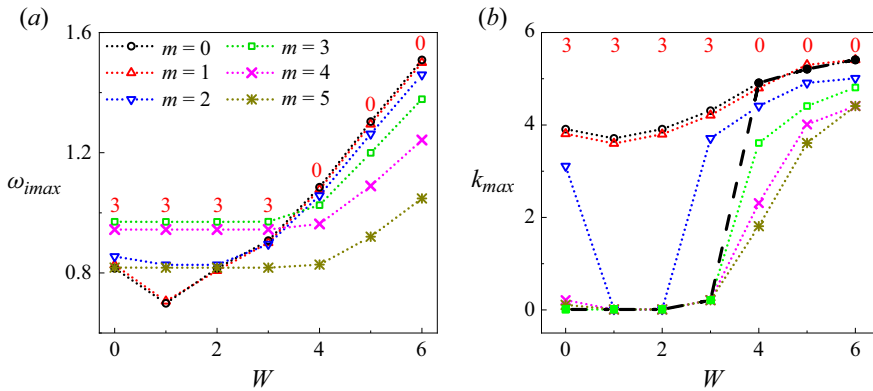 (a)
(b)
1.6
1.2
0.8
ω_imax
m = 0
m = 1
m = 2
m = 3
m = 4
m = 5
3 3 3 3 0 0 0
0 2 4 6
W
6
4
2
0
k_max
3 3 3 3 0 0 0
0 2 4 6
W